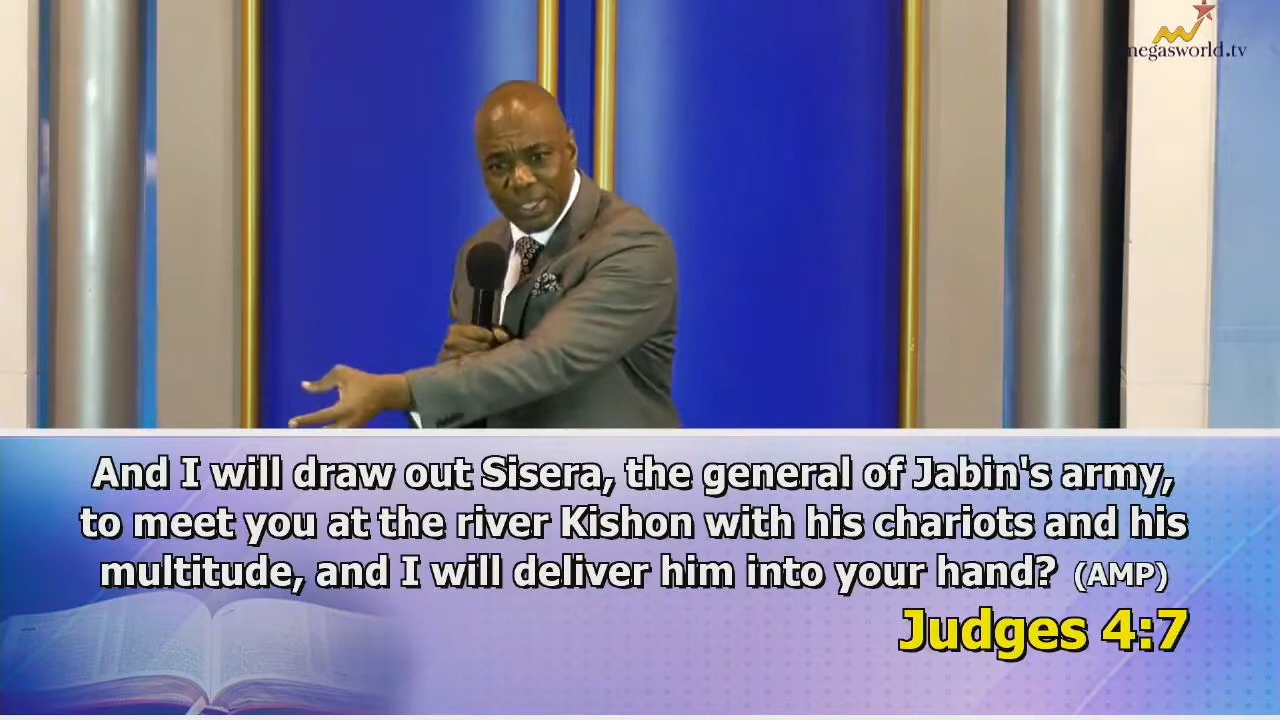 megasworld.tv
And I will draw out Sisera, the general of Jabin's army,
to meet you at the river Kishon with his chariots and his
multitude, and I will deliver him into your hand? (AMP)
Judges 4:7